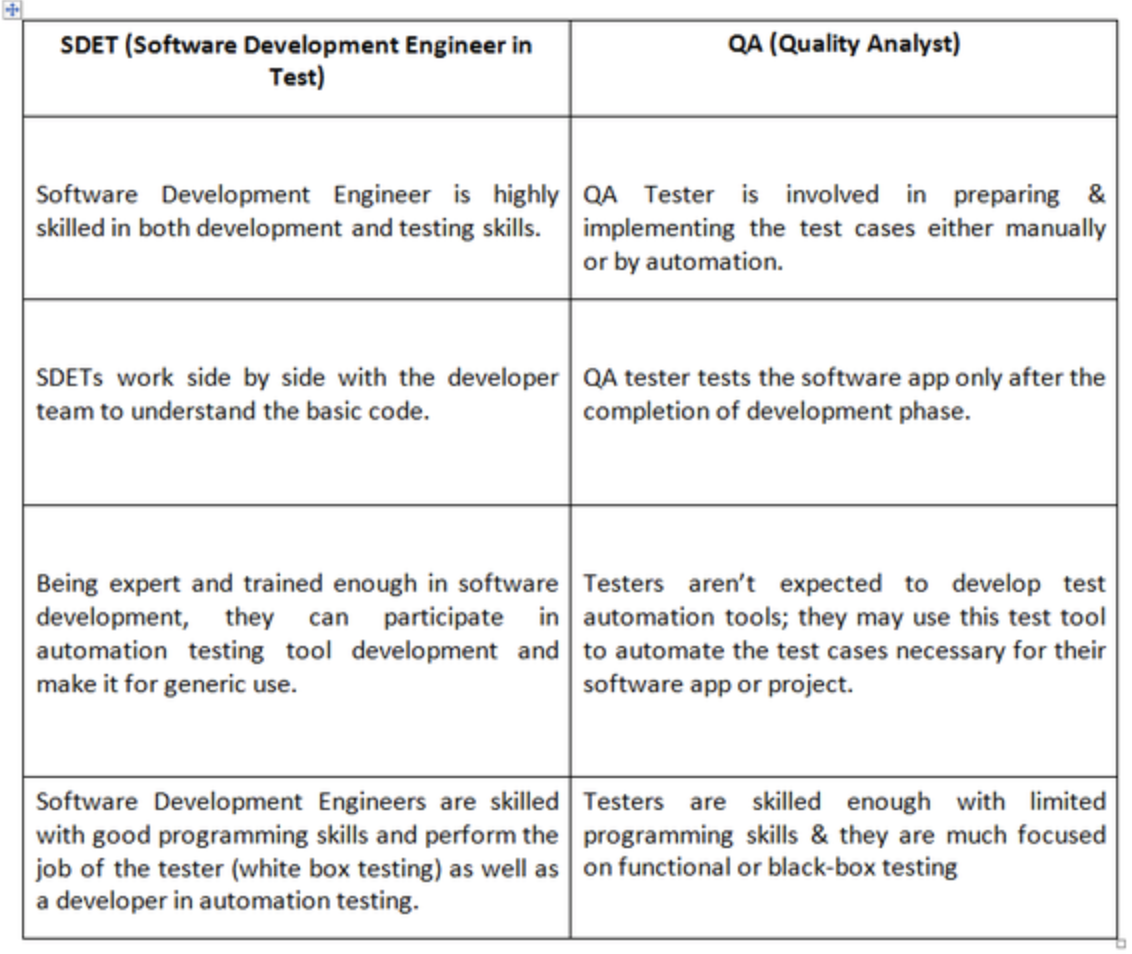 SDET (Software Development Engineer in
Test)
QA (Quality Analyst)
Software Development Engineer is highly
skilled in both development and testing skills.
QA Tester is involved in preparing &
implementing the test cases either manually
or by automation.
SDETs work side by side with the developer
team to understand the basic code.
QA tester tests the software app only after the
completion of development phase.
Being expert and trained enough in software
development, they can participate in
automation testing tool development and
make it for generic use.
Testers aren’t expected to develop test
automation tools; they may use this test tool
to automate the test cases necessary for their
software app or project.
Software Development Engineers are skilled
with good programming skills and perform the
job of the tester (white box testing) as well as
a developer in automation testing.
Testers are skilled enough with limited
programming skills & they are much focused
on functional or black-box testing